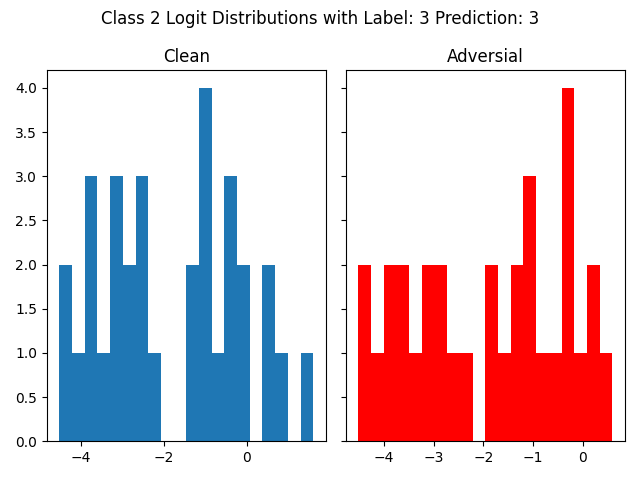 Class 2 Logit Distributions with Label: 3 Prediction: 3
Clean
Adversial
4.0
3.5
3.0
2.5
2.0
1.5
1.0
0.5
0.0
−4 −2 0
−4 −3 −2 −1 0